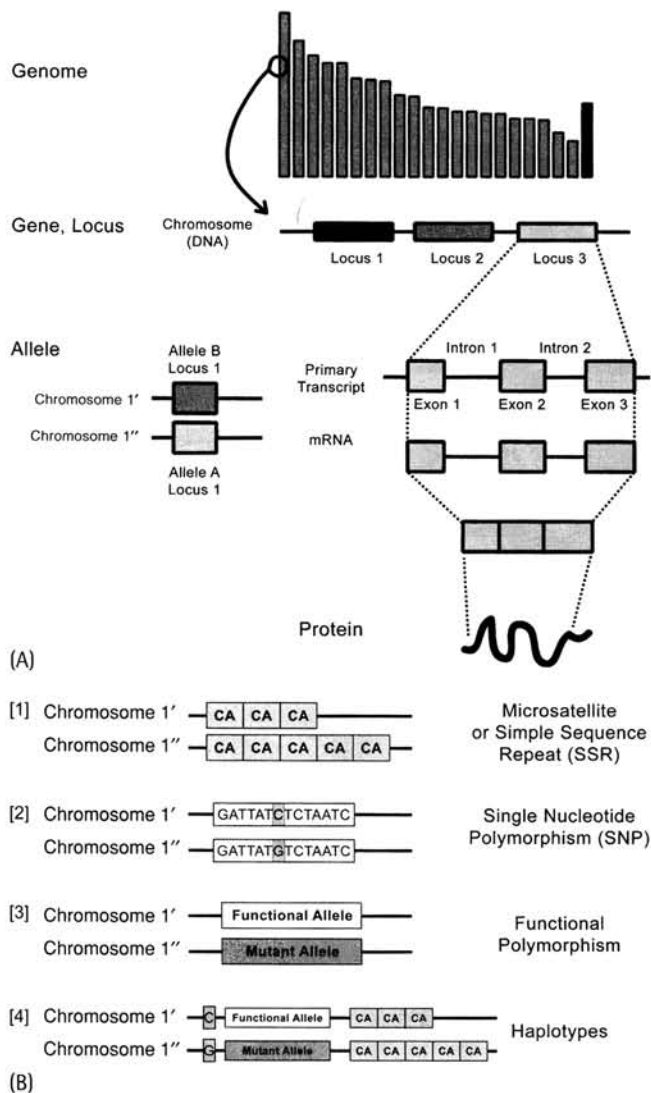 Genome
Gene, Locus
Chromosome
(DNA)
Locus 1 Locus 2 Locus 3
Allele
Allele B
Locus 1
Chromosome 1′
Chromosome 1″
Allele A
Locus 1
Primary
Transcript
Intron 1 Intron 2
Exon 1 Exon 2 Exon 3
mRNA
Protein
(A)
[1] Chromosome 1′ CA CA CA
Chromosome 1″ CA CA CA CA CA
Microsatellite
or Simple Sequence
Repeat (SSR)
[2] Chromosome 1′ GATTATCTCTAATC
Chromosome 1″ GATTATGTCTAATC
Single Nucleotide
Polymorphism (SNP)
[3] Chromosome 1′ Functional Allele
Chromosome 1″ Mutant Allele
Functional
Polymorphism
[4] Chromosome 1′ C Functional Allele CA CA CA
Chromosome 1″ G Mutant Allele CA CA CA CA CA
Haplotypes
(B)